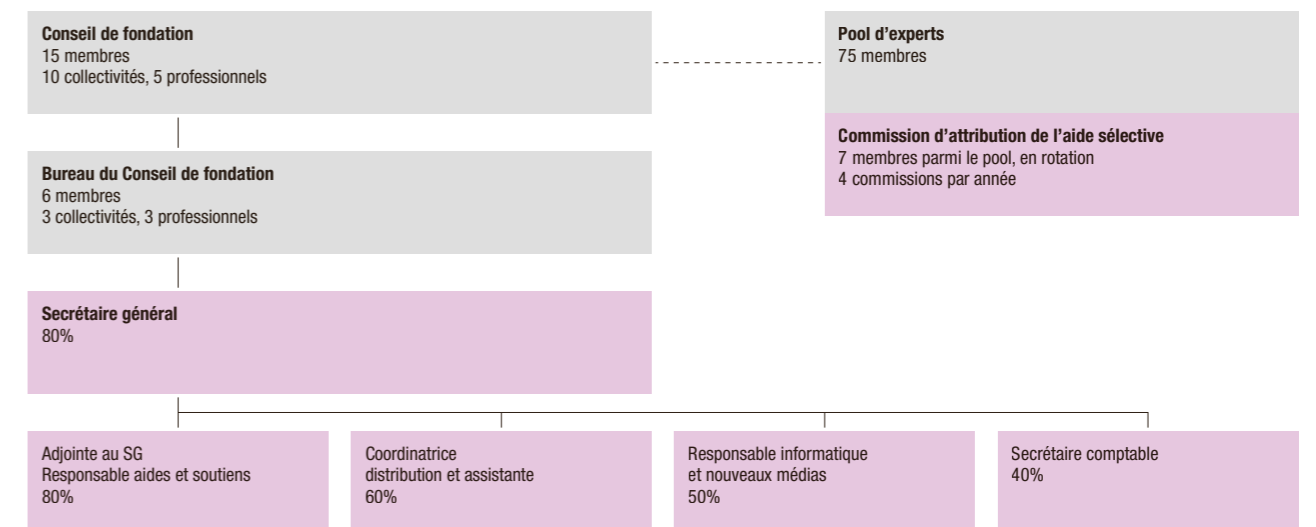 Conseil de fondation
15 membres
10 collectivités, 5 professionnels
Pool d’experts
75 membres
Commission d’attribution de l’aide sélective
7 membres parmi le pool, en rotation
4 commissions par année
Bureau du Conseil de fondation
6 membres
3 collectivités, 3 professionnels
Secrétaire général
80%
Adjointe au SG
Responsable aides et soutiens
80%
Coordinatrice
distribution et assistante
60%
Responsable informatique
et nouveaux médias
50%
Secrétaire comptable
40%